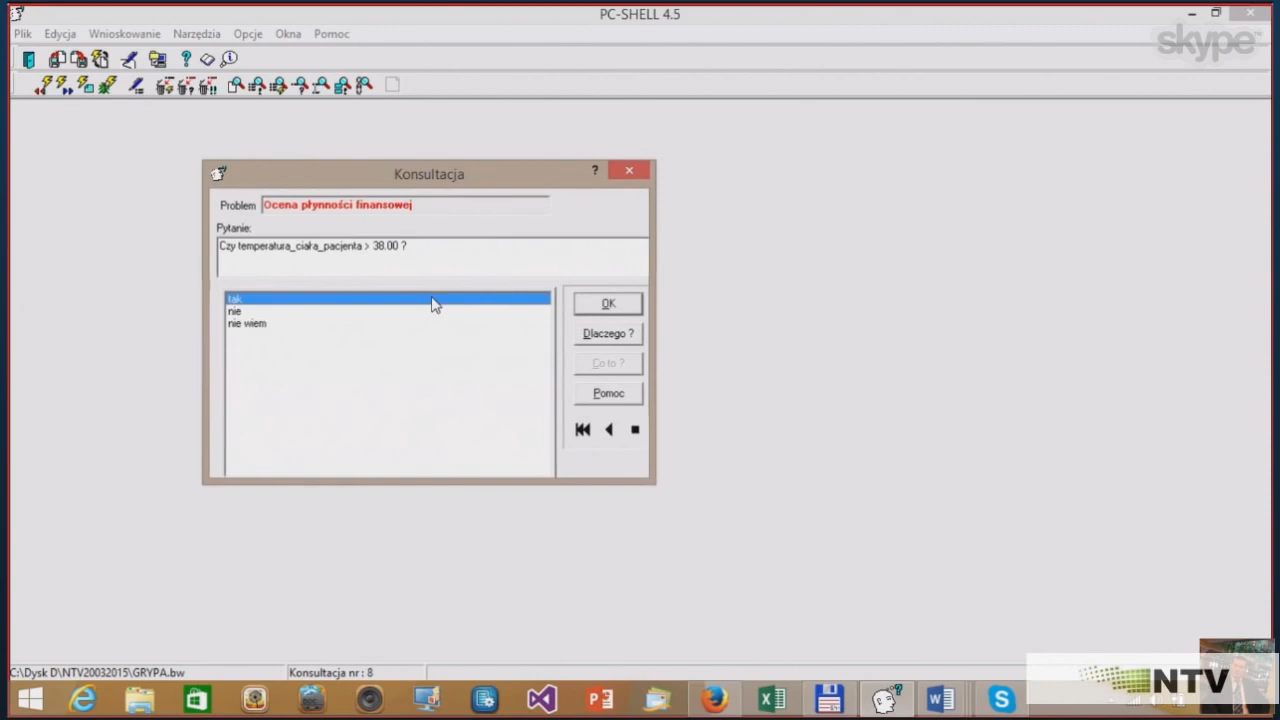 PC-SHELL 4.5
skype
Plik Edycja Wnioskowanie Narzędzia Opcje Okna Pomoc
Konsultacja
Problem Ocena płynności finansowej
Pytanie:
Czy temperatura_ciała_pacjenta > 38.00 ?
tak
nie
nie wiem
OK
Dlaczego ?
Co to ?
Pomoc
C:\Dysk D\NTV20032015\GRYPA.bw
Konsultacja nr : 8
NTV